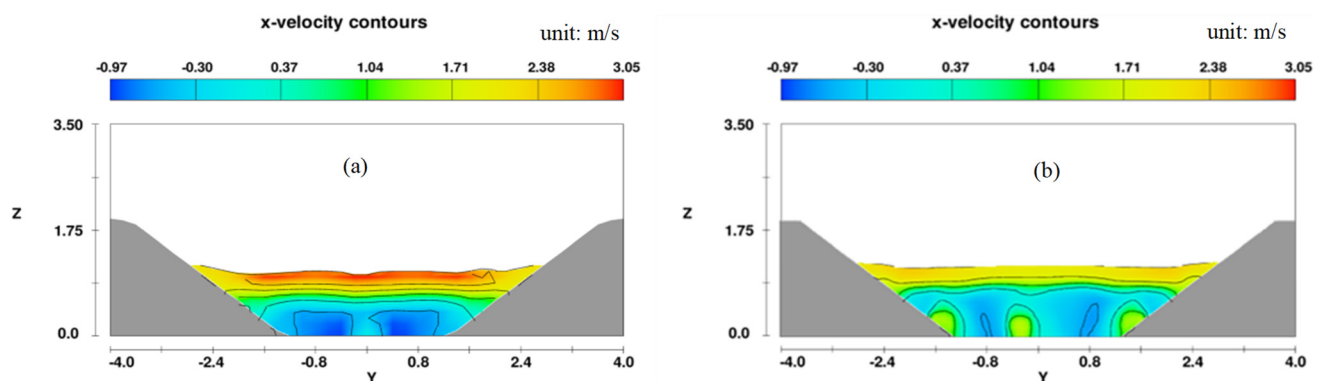 x-velocity contours
unit: m/s
-0.97 -0.30 0.37 1.04 1.71 2.38 3.05
3.50
(a)
Z
1.75
0.0
-4.0 -2.4 -0.8 0.8 2.4 4.0
Y
x-velocity contours
unit: m/s
-0.97 -0.30 0.37 1.04 1.71 2.38 3.05
3.50
(b)
Z
1.75
0.0
-4.0 -2.4 -0.8 0.8 2.4 4.0
Y